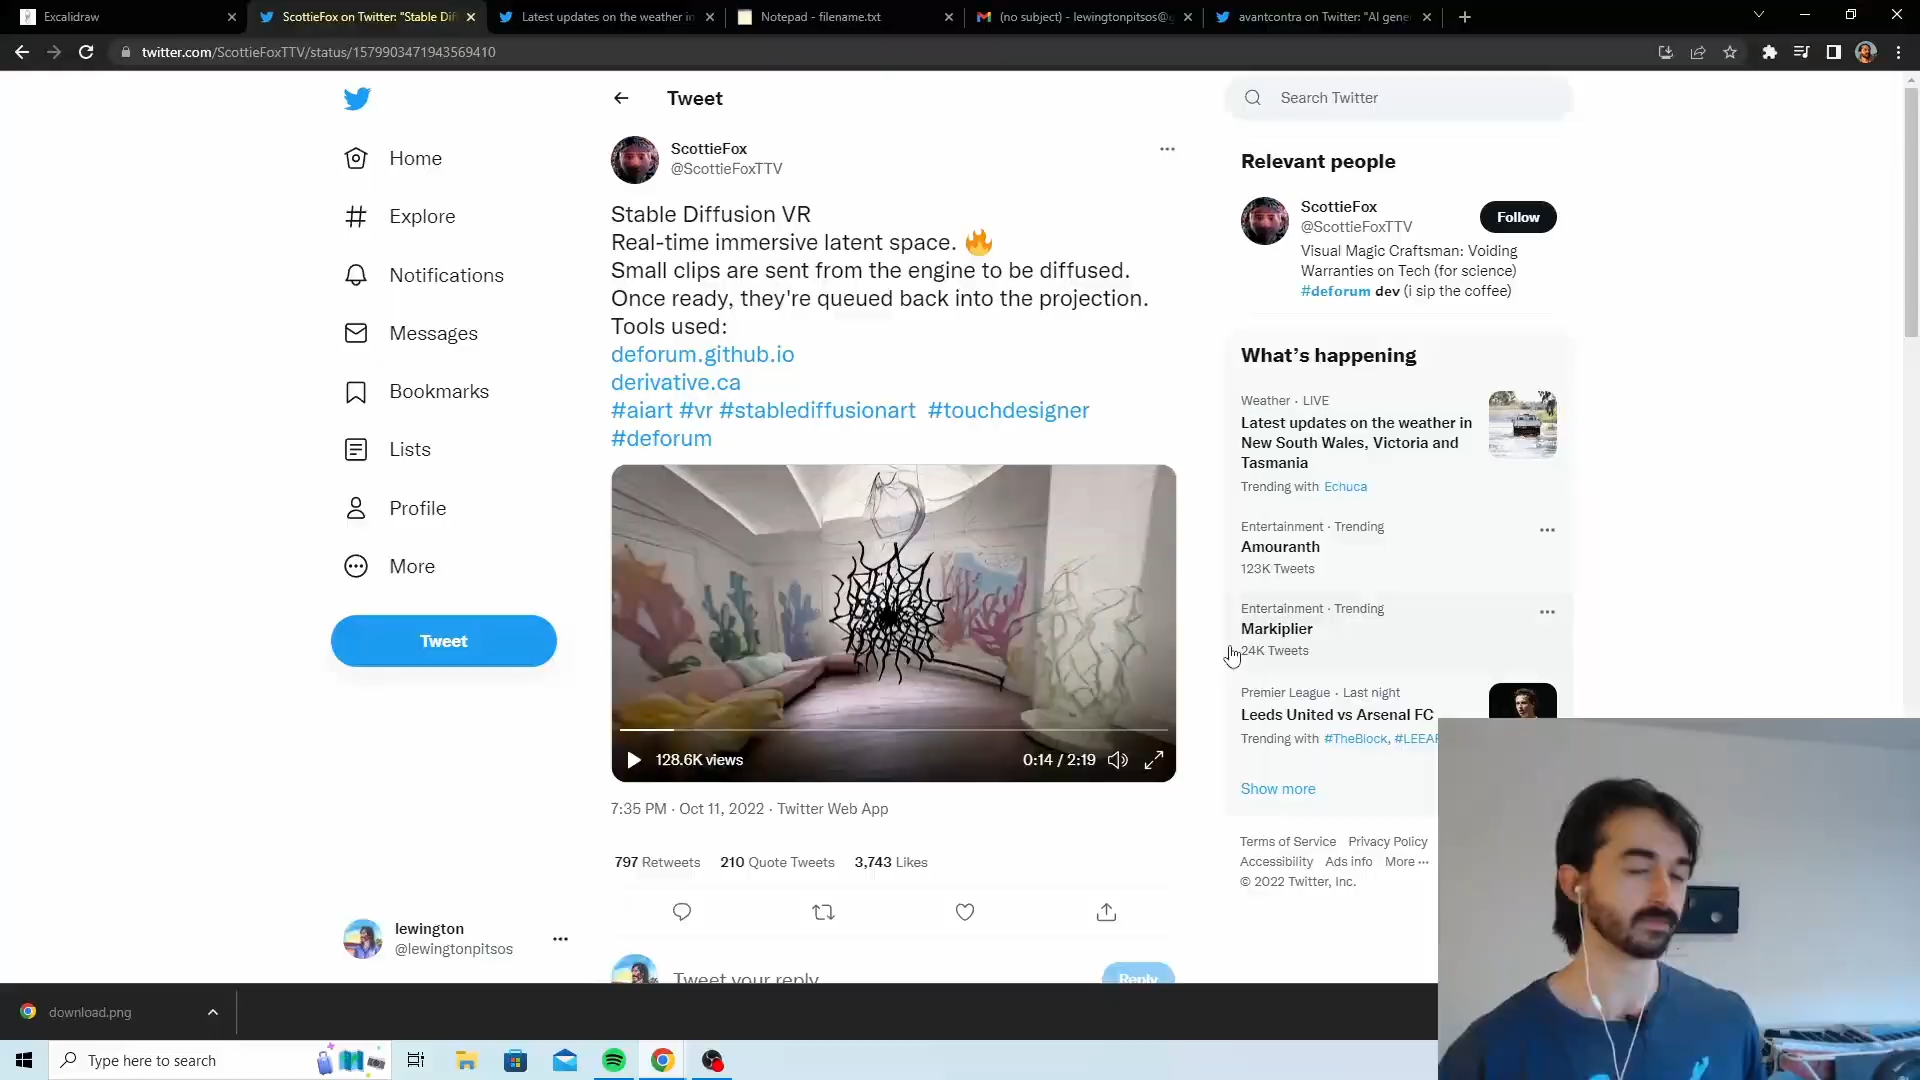 Excalidraw
ScottieFox on Twitter: "Stable Dif
Latest updates on the weather in
Notepad - filename.txt
(no subject) - lewingtonpitsos@g
avantcontra on Twitter: "AI gene
twitter.com/ScottieFoxTTV/status/1579903471943569410
Home
Explore
Notifications
Messages
Bookmarks
Lists
Profile
More
Tweet
lewington
@lewingtonpitsos
Tweet
ScottieFox
@ScottieFoxTTV
Stable Diffusion VR
Real-time immersive latent space. 🔥
Small clips are sent from the engine to be diffused.
Once ready, they're queued back into the projection.
Tools used:
deforum.github.io
derivative.ca
#aiart #vr #stablediffusionart #touchdesigner
#deforum
128.6K views
0:14 / 2:19
7:35 PM · Oct 11, 2022 · Twitter Web App
797 Retweets 210 Quote Tweets 3,743 Likes
Tweet your reply
Reply
Search Twitter
Relevant people
ScottieFox
@ScottieFoxTTV
Follow
Visual Magic Craftsman: Voiding
Warranties on Tech (for science)
#deforum dev (i sip the coffee)
What's happening
Weather · LIVE
Latest updates on the weather in
New South Wales, Victoria and
Tasmania
Trending with Echuca
Entertainment · Trending
Amouranth
123K Tweets
Entertainment · Trending
Markiplier
24K Tweets
Premier League · Last night
Leeds United vs Arsenal FC
Trending with #TheBlock, #LEEAR
Show more
Terms of Service Privacy Policy
Accessibility Ads info More ···
© 2022 Twitter, Inc.
download.png
Type here to search